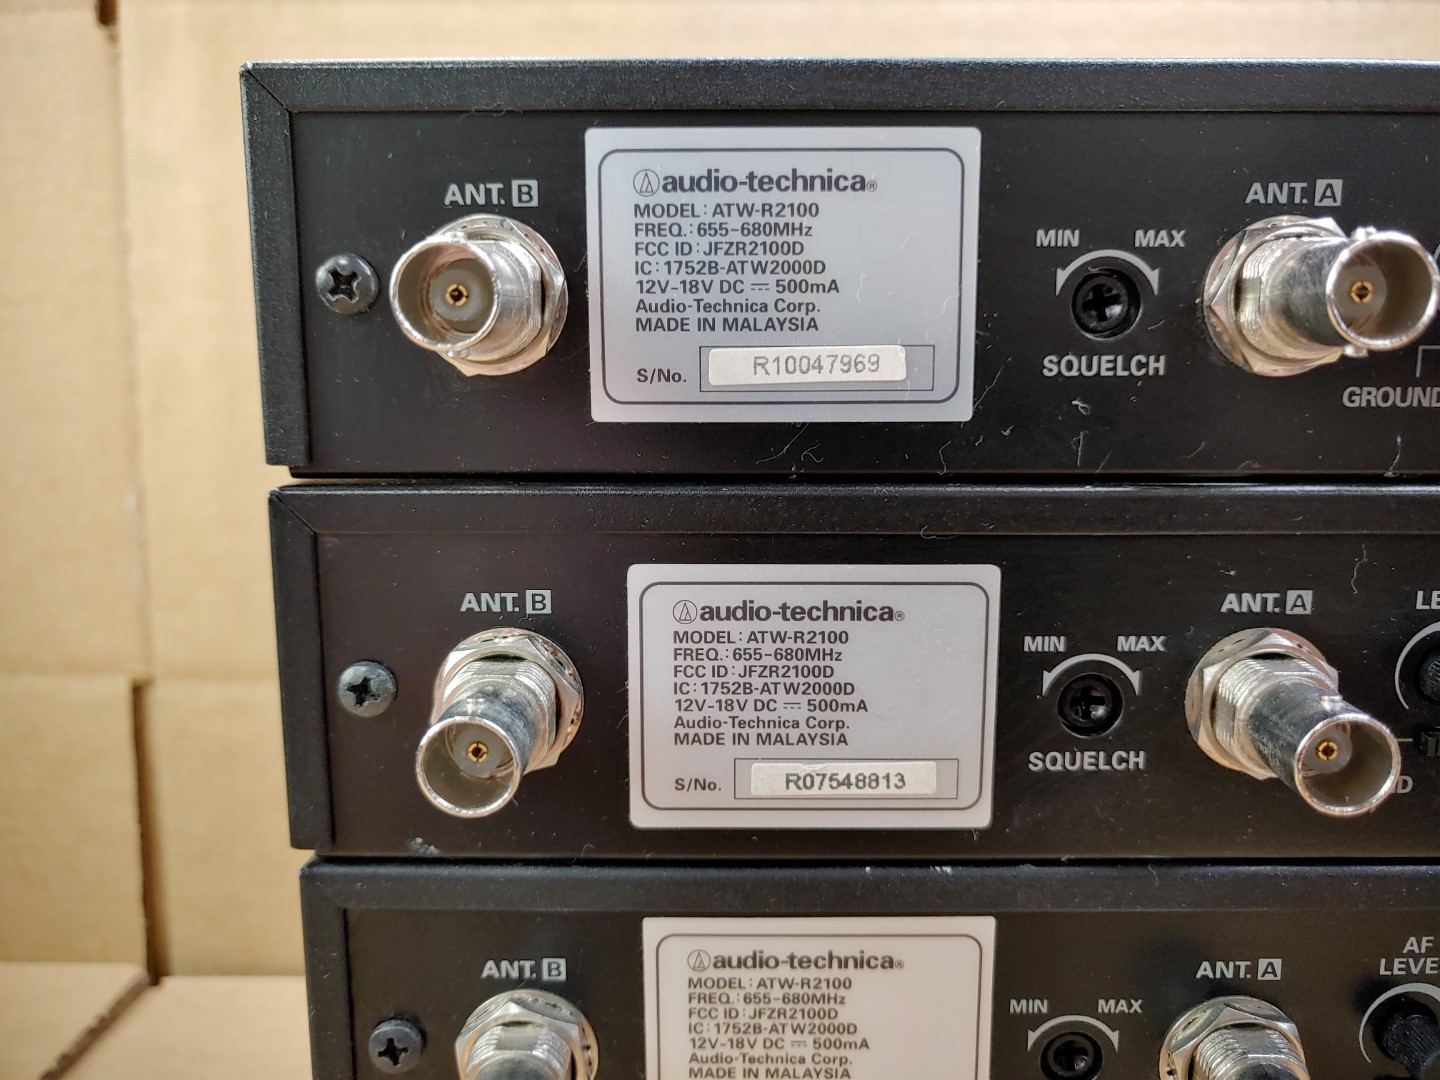 ANT. B
audio-technica®
MODEL: ATW-R2100
FREQ.: 655-680MHz
FCC ID: JFZR2100D
IC: 1752B-ATW2000D
12V-18V DC ⎓ 500mA
Audio-Technica Corp.
MADE IN MALAYSIA
S/No. R10047969
MIN MAX
SQUELCH
ANT. A
GROUND
ANT. B
audio-technica®
MODEL: ATW-R2100
FREQ.: 655-680MHz
FCC ID: JFZR2100D
IC: 1752B-ATW2000D
12V-18V DC ⎓ 500mA
Audio-Technica Corp.
MADE IN MALAYSIA
S/No. R07548813
MIN MAX
SQUELCH
ANT. A
ANT. B
audio-technica®
MODEL: ATW-R2100
FREQ.: 655-680MHz
FCC ID: JFZR2100D
IC: 1752B-ATW2000D
12V-18V DC ⎓ 500mA
Audio-Technica Corp.
MADE IN MALAYSIA
MIN MAX
ANT. A
AF
LEVE